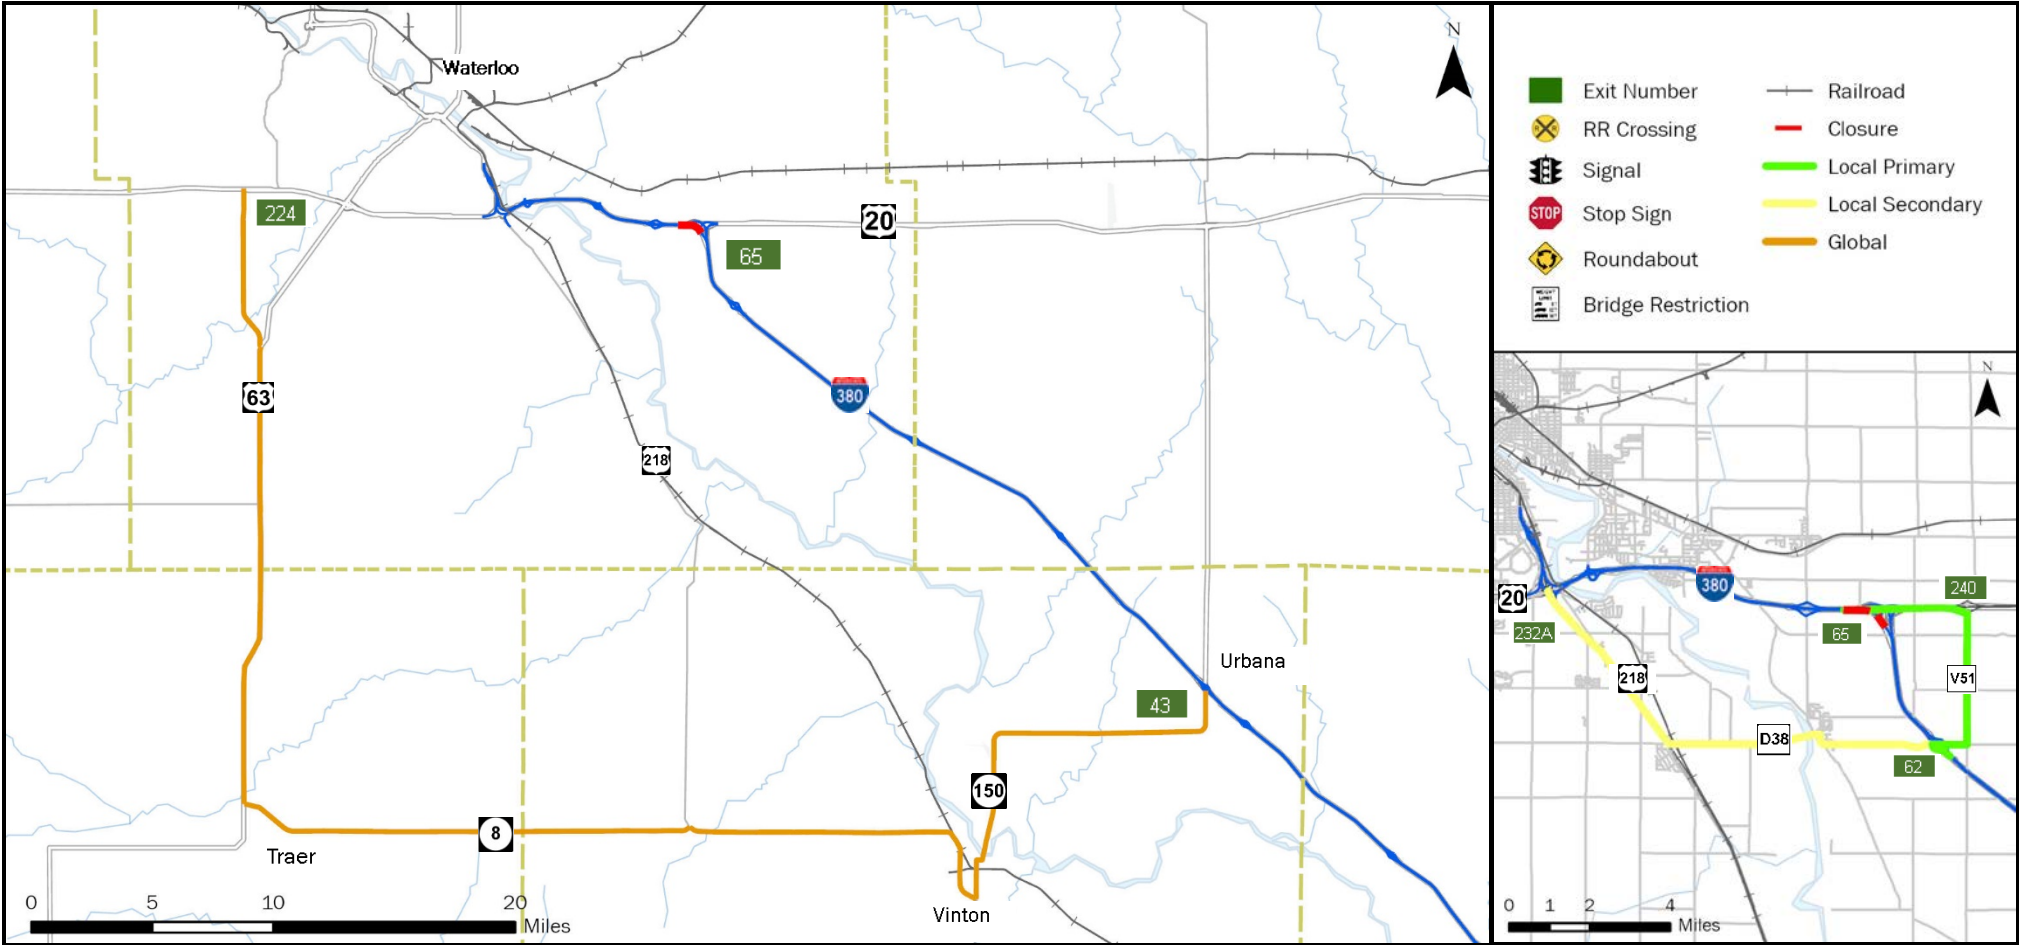 Waterloo
N
224
20
65
63
380
218
Urbana
43
150
8
Traer
Vinton
0 5 10 20
Miles
Exit Number
RR Crossing
Signal
STOP
Stop Sign
Roundabout
Bridge Restriction
Railroad
Closure
Local Primary
Local Secondary
Global
N
380
240
20
232A
65
218
V51
D38
62
0 1 2 4
Miles